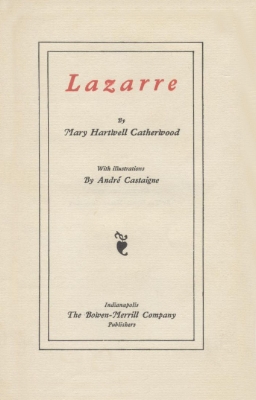 Lazarre
By
Mary Hartwell Catherwood
With illustrations
By André Castaigne
Indianapolis
The Bowen-Merrill Company
Publishers